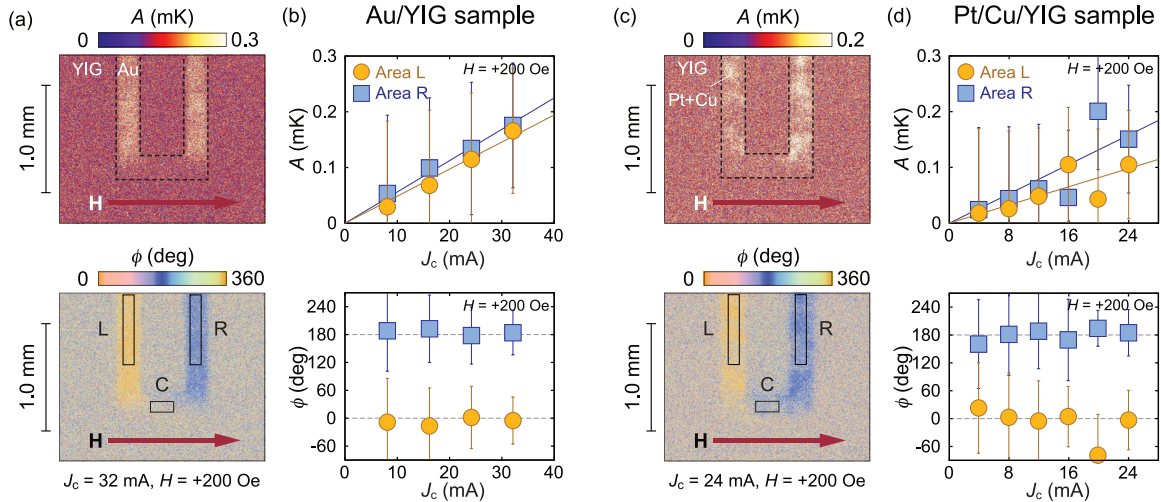 (a)
A (mK)
0
0.3
YIG
Au
1.0 mm
H
ϕ (deg)
0
360
L
R
C
1.0 mm
H
Jc = 32 mA, H = +200 Oe
(b)
Au/YIG sample
Area L
Area R
H = +200 Oe
0.3
0.2
0.1
0
A (mK)
0 10 20 30 40
Jc (mA)
H = +200 Oe
240
180
120
60
0
-60
ϕ (deg)
0 10 20 30 40
Jc (mA)
(c)
A (mK)
0
0.2
YIG
Pt+Cu
1.0 mm
H
ϕ (deg)
0
360
L
R
C
1.0 mm
H
Jc = 24 mA, H = +200 Oe
(d)
Pt/Cu/YIG sample
Area L
Area R
H = +200 Oe
0.3
0.2
0.1
0
A (mK)
0 8 16 24
Jc (mA)
H = +200 Oe
240
180
120
60
0
-60
ϕ (deg)
0 8 16 24
Jc (mA)